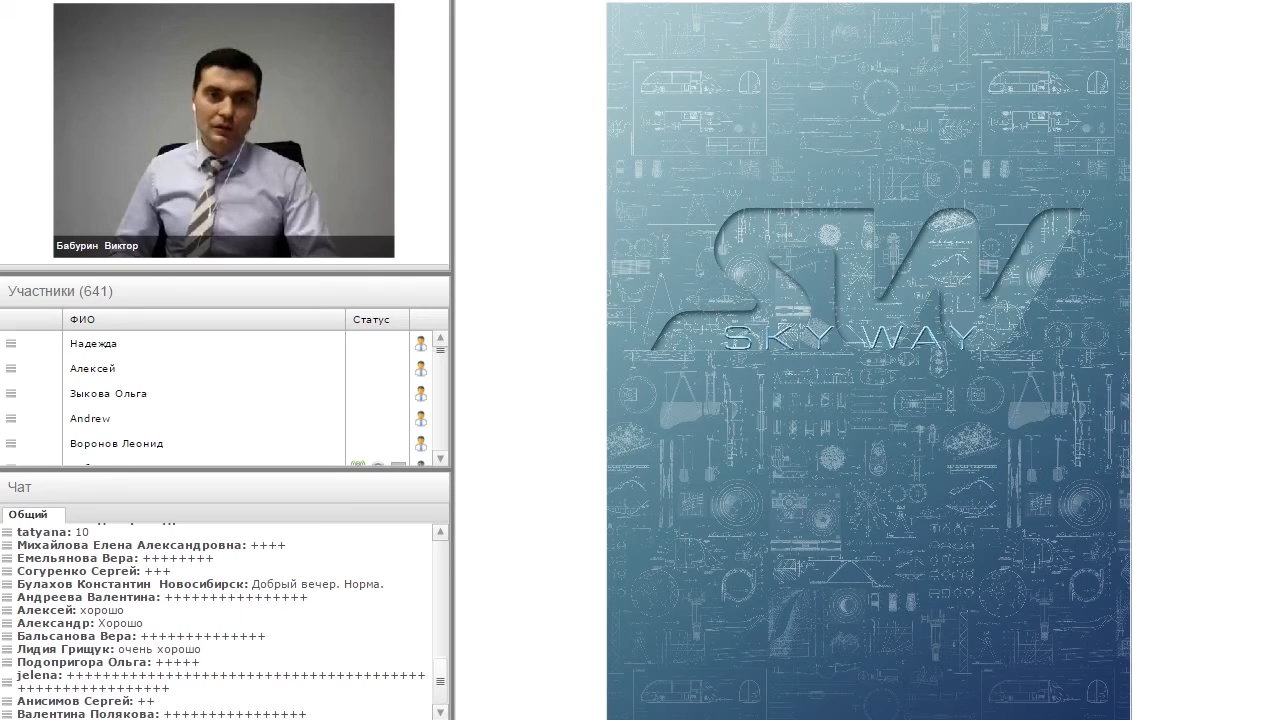 Бабурин Виктор
Участники (641)
ФИО
Статус
Надежда
Алексей
Зыкова Ольга
Andrew
Воронов Леонид
Чат
Общий
tatyana: 10
Михайлова Елена Александровна: ++++
Емельянова Вера: ++++++++
Согуренко Сергей: +++
Булахов Константин Новосибирск: Добрый вечер. Норма.
Андреева Валентина: ++++++++++++++++
Алексей: хорошо
Александр: Хорошо
Бальсанова Вера: ++++++++++++++
Лидия Грищук: очень хорошо
Подопригора Ольга: +++++
jelena: ++++++++++++++++++++++++++++++++++++++++
+++++++++++++++++
Анисимов Сергей: ++
Валентина Полякова: ++++++++++++++++
SW
SKY WAY